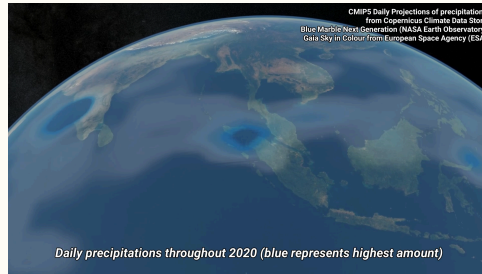 CMIP5 Daily Projections of precipitation
from Copernicus Climate Data Stor
Blue Marble Next Generation (NASA Earth Observatory
Gaia Sky in Colour from European Space Agency (ESA
Daily precipitations throughout 2020 (blue represents highest amount)